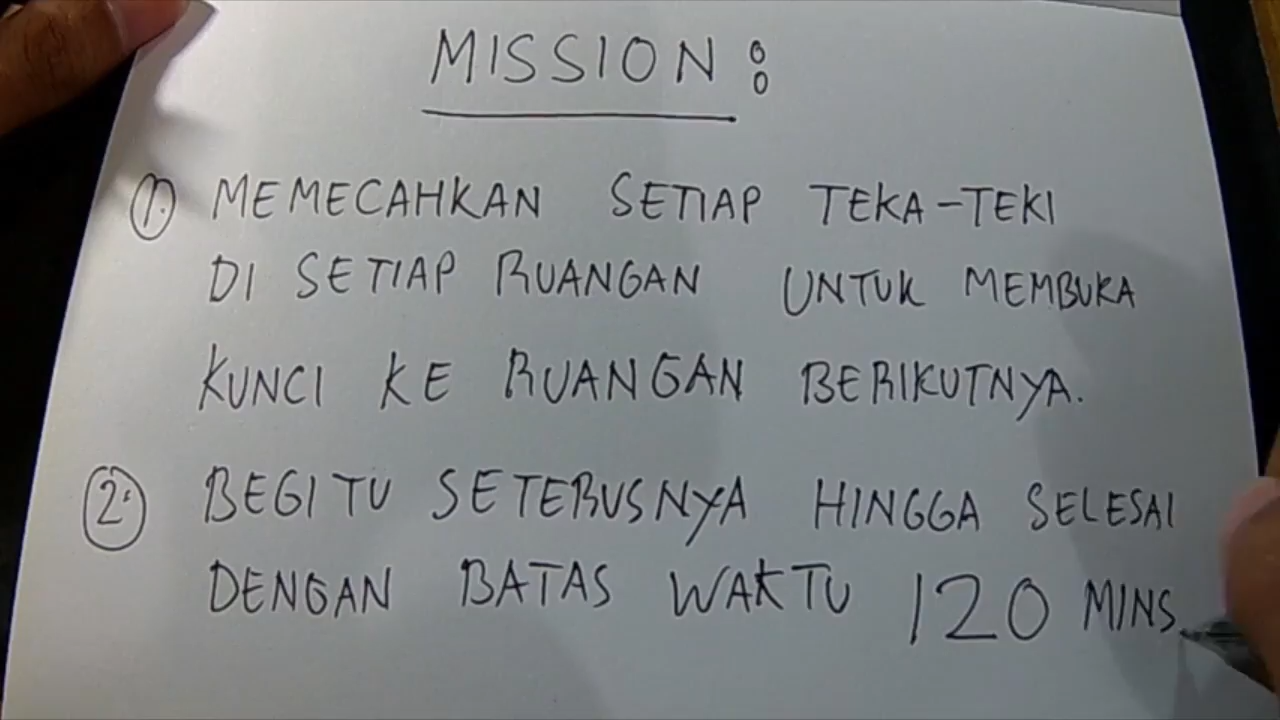 MISSION :
1. MEMECAHKAN SETIAP TEKA-TEKI
DI SETIAP RUANGAN UNTUK MEMBUKA
KUNCI KE RUANGAN BERIKUTNYA.
2. BEGITU SETERUSNYA HINGGA SELESAI
DENGAN BATAS WAKTU 120 MINS.